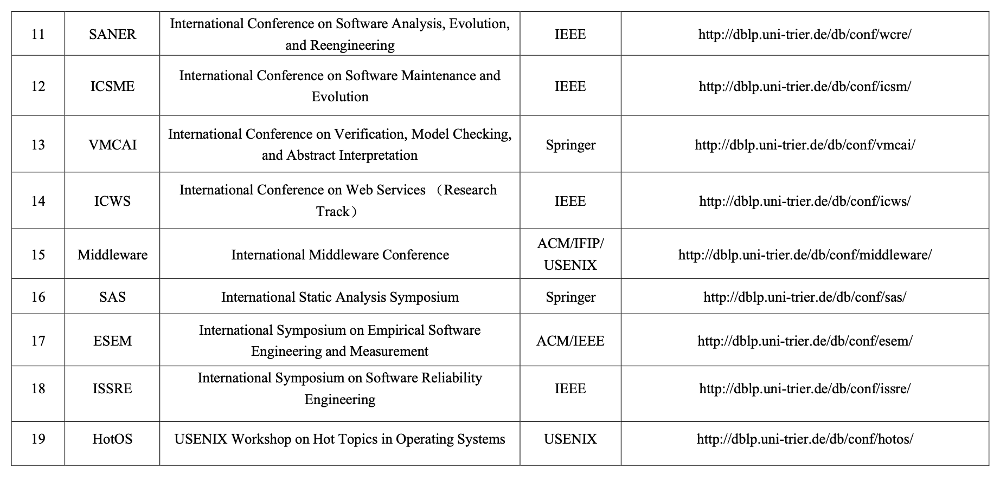 11 SANER International Conference on Software Analysis, Evolution, and Reengineering IEEE http://dblp.uni-trier.de/db/conf/wcre/
12 ICSME International Conference on Software Maintenance and Evolution IEEE http://dblp.uni-trier.de/db/conf/icsm/
13 VMCAI International Conference on Verification, Model Checking, and Abstract Interpretation Springer http://dblp.uni-trier.de/db/conf/vmcai/
14 ICWS International Conference on Web Services （Research Track） IEEE http://dblp.uni-trier.de/db/conf/icws/
15 Middleware International Middleware Conference ACM/IFIP/ USENIX http://dblp.uni-trier.de/db/conf/middleware/
16 SAS International Static Analysis Symposium Springer http://dblp.uni-trier.de/db/conf/sas/
17 ESEM International Symposium on Empirical Software Engineering and Measurement ACM/IEEE http://dblp.uni-trier.de/db/conf/esem/
18 ISSRE International Symposium on Software Reliability Engineering IEEE http://dblp.uni-trier.de/db/conf/issre/
19 HotOS USENIX Workshop on Hot Topics in Operating Systems USENIX http://dblp.uni-trier.de/db/conf/hotos/